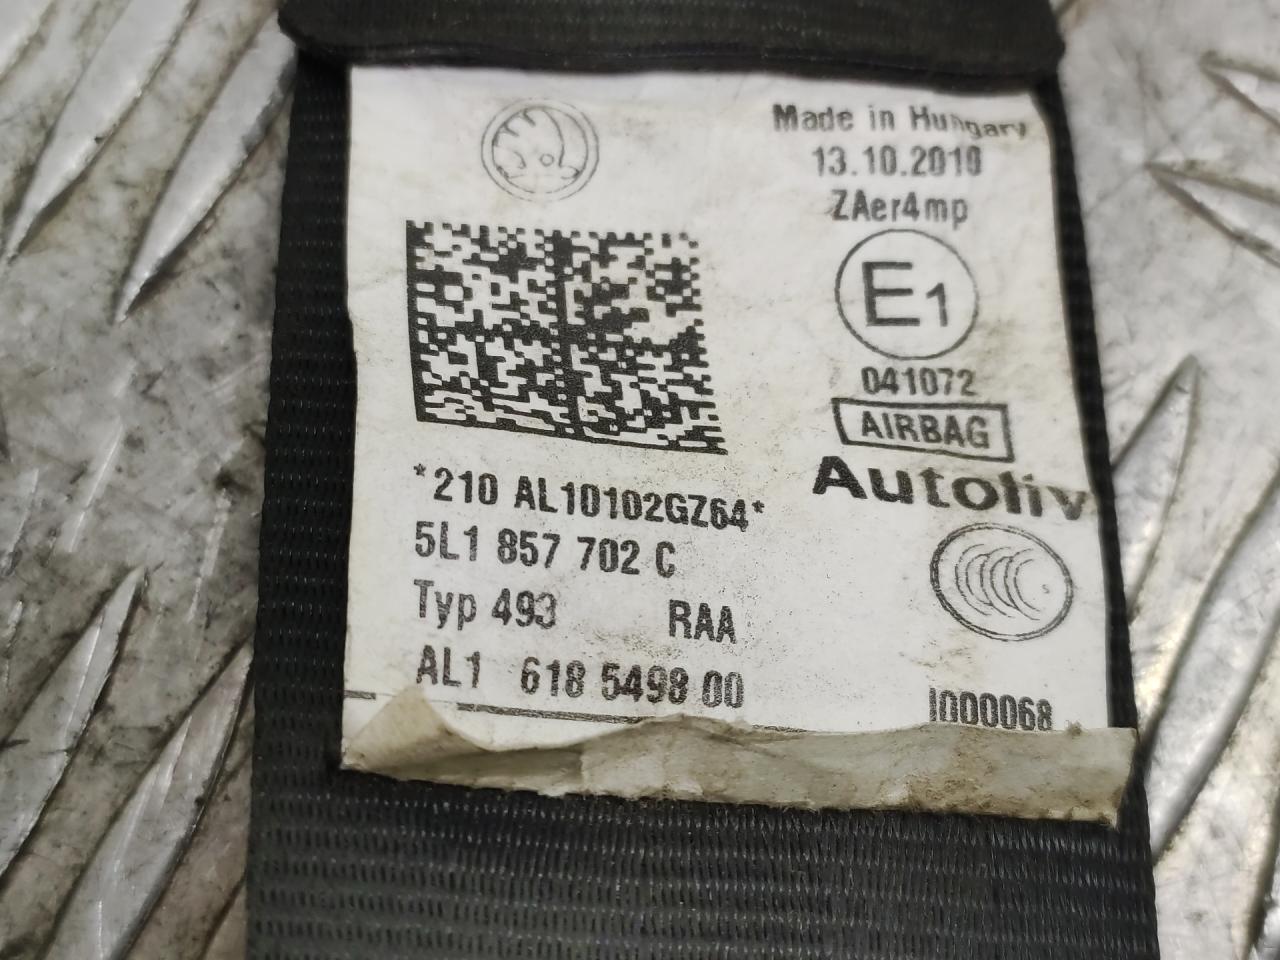 Made in Hungary
13.10.2010
ZAer4mp
E1
041072
AIRBAG
Autoliv
*210 AL10102GZ64*
5L1 857 702 C
Typ 493 RAA
AL1 618 5498 00
I000068